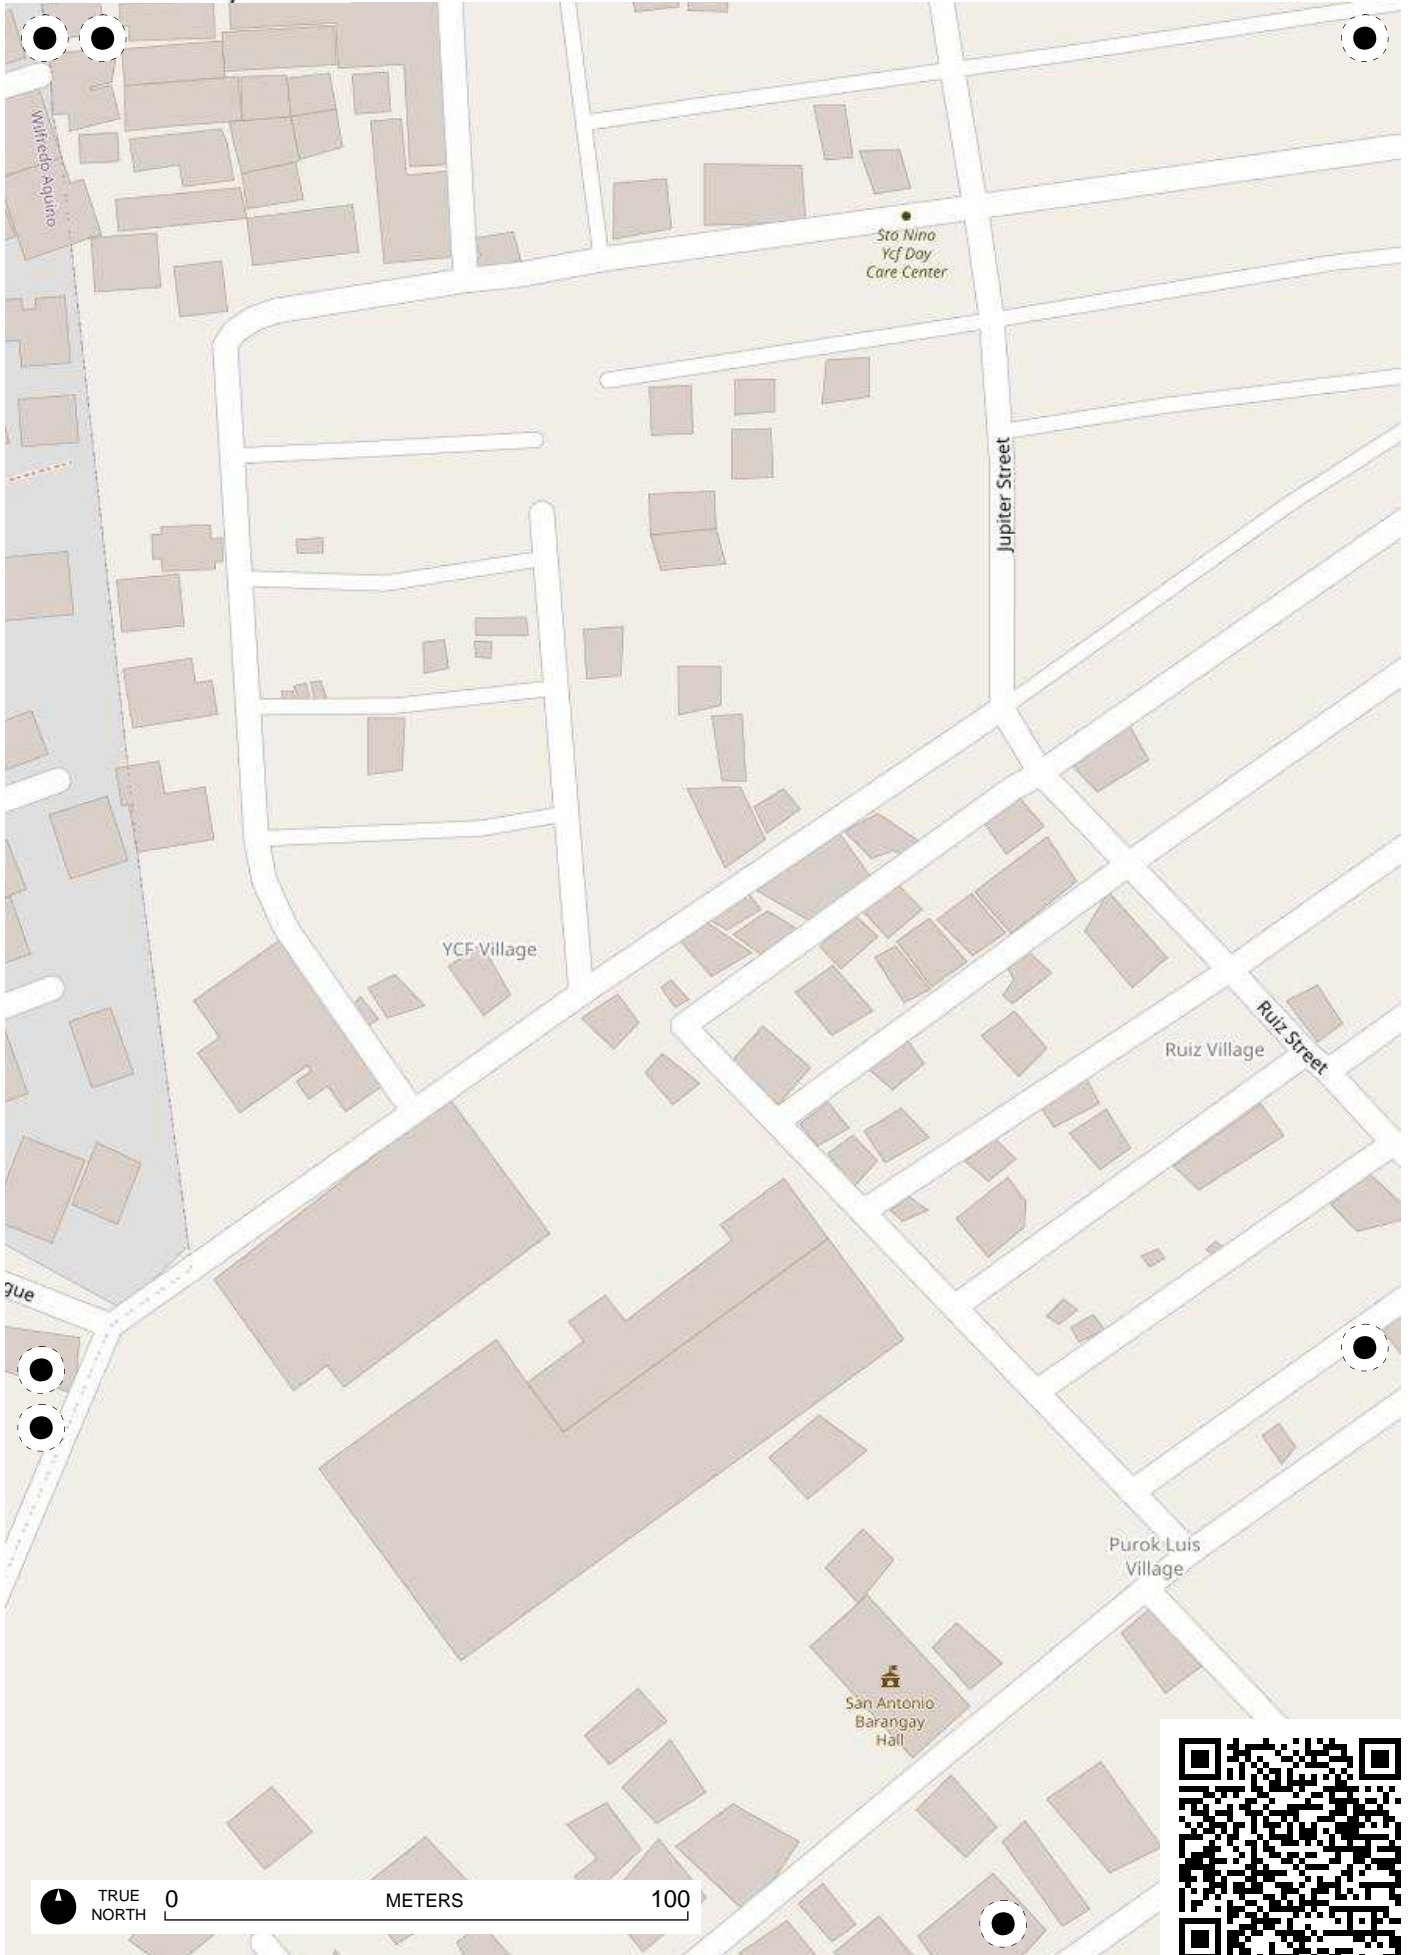 Wilfredo Aquino
Sto Nino
Ycf Day
Care Center
Jupiter Street
YCF Village
Ruiz Street
Ruiz Village
gue
Purok Luis
Village
San Antonio
Barangay
Hall
TRUE
NORTH
0
METERS
100